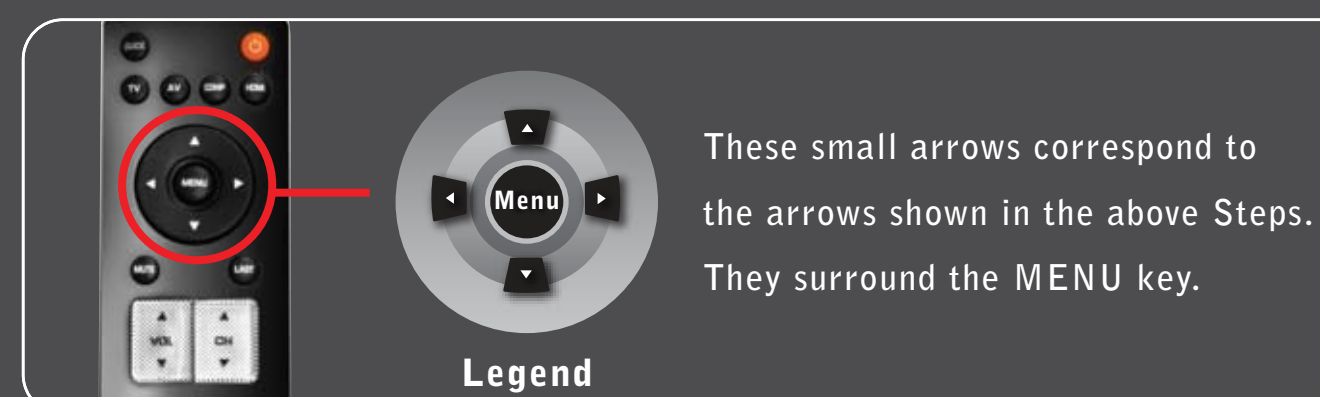 GUIDE
TV AV COMP HDMI
MENU
MUTE LAST
VOL CH
Menu
Legend
These small arrows correspond to
the arrows shown in the above Steps.
They surround the MENU key.